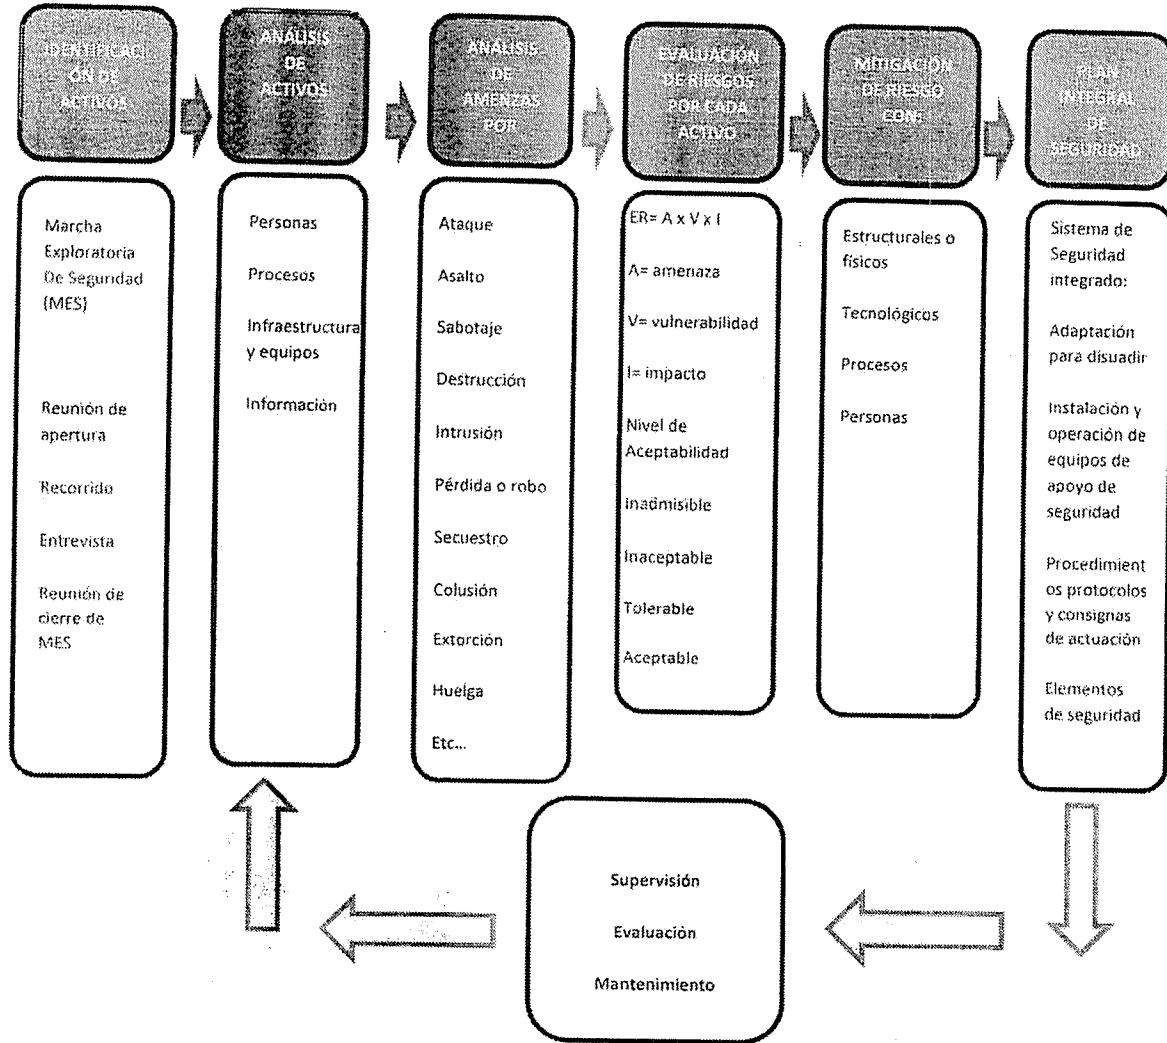 IDENTIFICACI
ÓN DE
ACTIVOS
Marcha
Exploratoria
De Seguridad
(MES)
Reunión de
apertura
Recorrido
Entrevista
Reunión de
cierre de
MES
ANÁLISIS
DE
ACTIVOS
Personas
Procesos
Infraestructura
y equipos
Información
ANÁLISIS
DE
AMENZAS
POR
Ataque
Asalto
Sabotaje
Destrucción
Intrusión
Pérdida o robo
Secuestro
Colusión
Extorción
Huelga
Etc...
EVALUACIÓN
DE RIESGOS
POR CADA
ACTIVO
ER= A x V x I
A= amenaza
V= vulnerabilidad
I= impacto
Nivel de
Aceptabilidad
Inadmisible
Inaceptable
Tolerable
Aceptable
MITIGACIÓN
DE RIESGO
CON:
Estructurales o
físicos
Tecnológicos
Procesos
Personas
PLAN
INTEGRAL
DE
SEGURIDAD
Sistema de
Seguridad
integrado:
Adaptación
para disuadir
Instalación y
operación de
equipos de
apoyo de
seguridad
Procedimient
os protocolos
y consignas
de actuación
Elementos
de seguridad
Supervisión
Evaluación
Mantenimiento